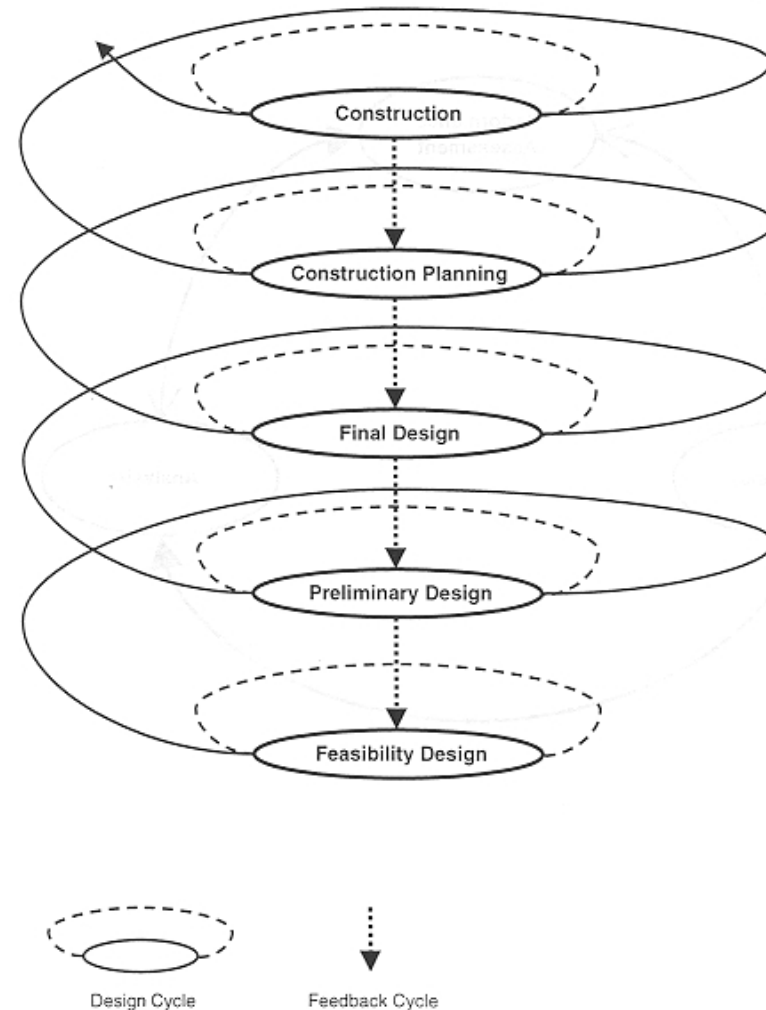 Construction
Construction Planning
Final Design
Preliminary Design
Feasibility Design
Design Cycle
Feedback Cycle